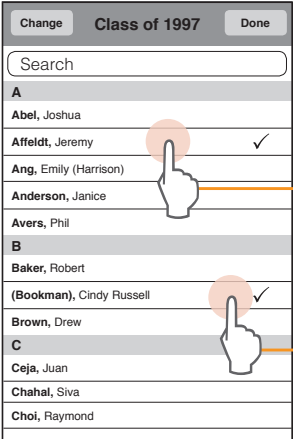 Change Class of 1997 Done
Search
A
Abel, Joshua
Affeldt, Jeremy
Ang, Emily (Harrison)
Anderson, Janice
Avers, Phil
B
Baker, Robert
(Bookman), Cindy Russell
Brown, Drew
C
Ceja, Juan
Chahal, Siva
Choi, Raymond